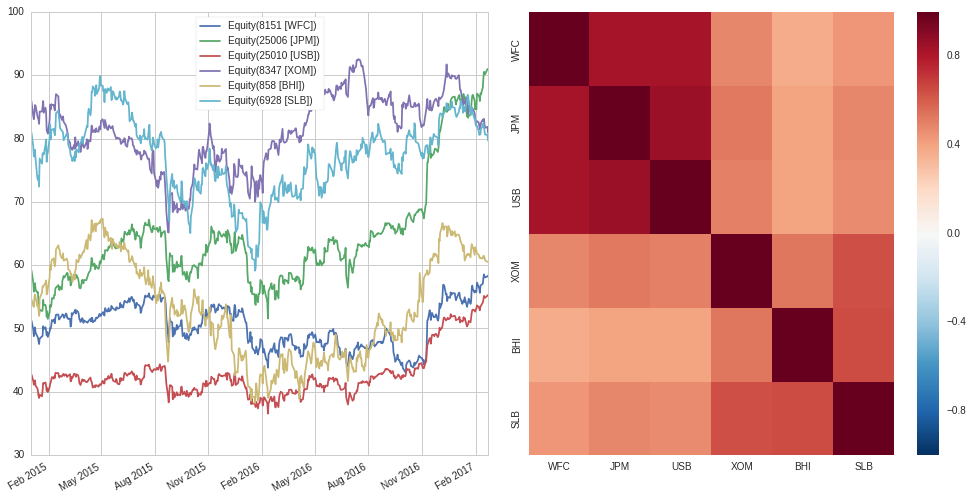 100
90
80
70
60
50
40
30
Equity(8151 [WFC])
Equity(25006 [JPM])
Equity(25010 [USB])
Equity(8347 [XOM])
Equity(858 [BHI])
Equity(6928 [SLB])
Feb 2015
May 2015
Aug 2015
Nov 2015
Feb 2016
May 2016
Aug 2016
Nov 2016
Feb 2017
WFC
JPM
USB
XOM
BHI
SLB
WFC JPM USB XOM BHI SLB
0.8
0.4
0.0
−0.4
−0.8